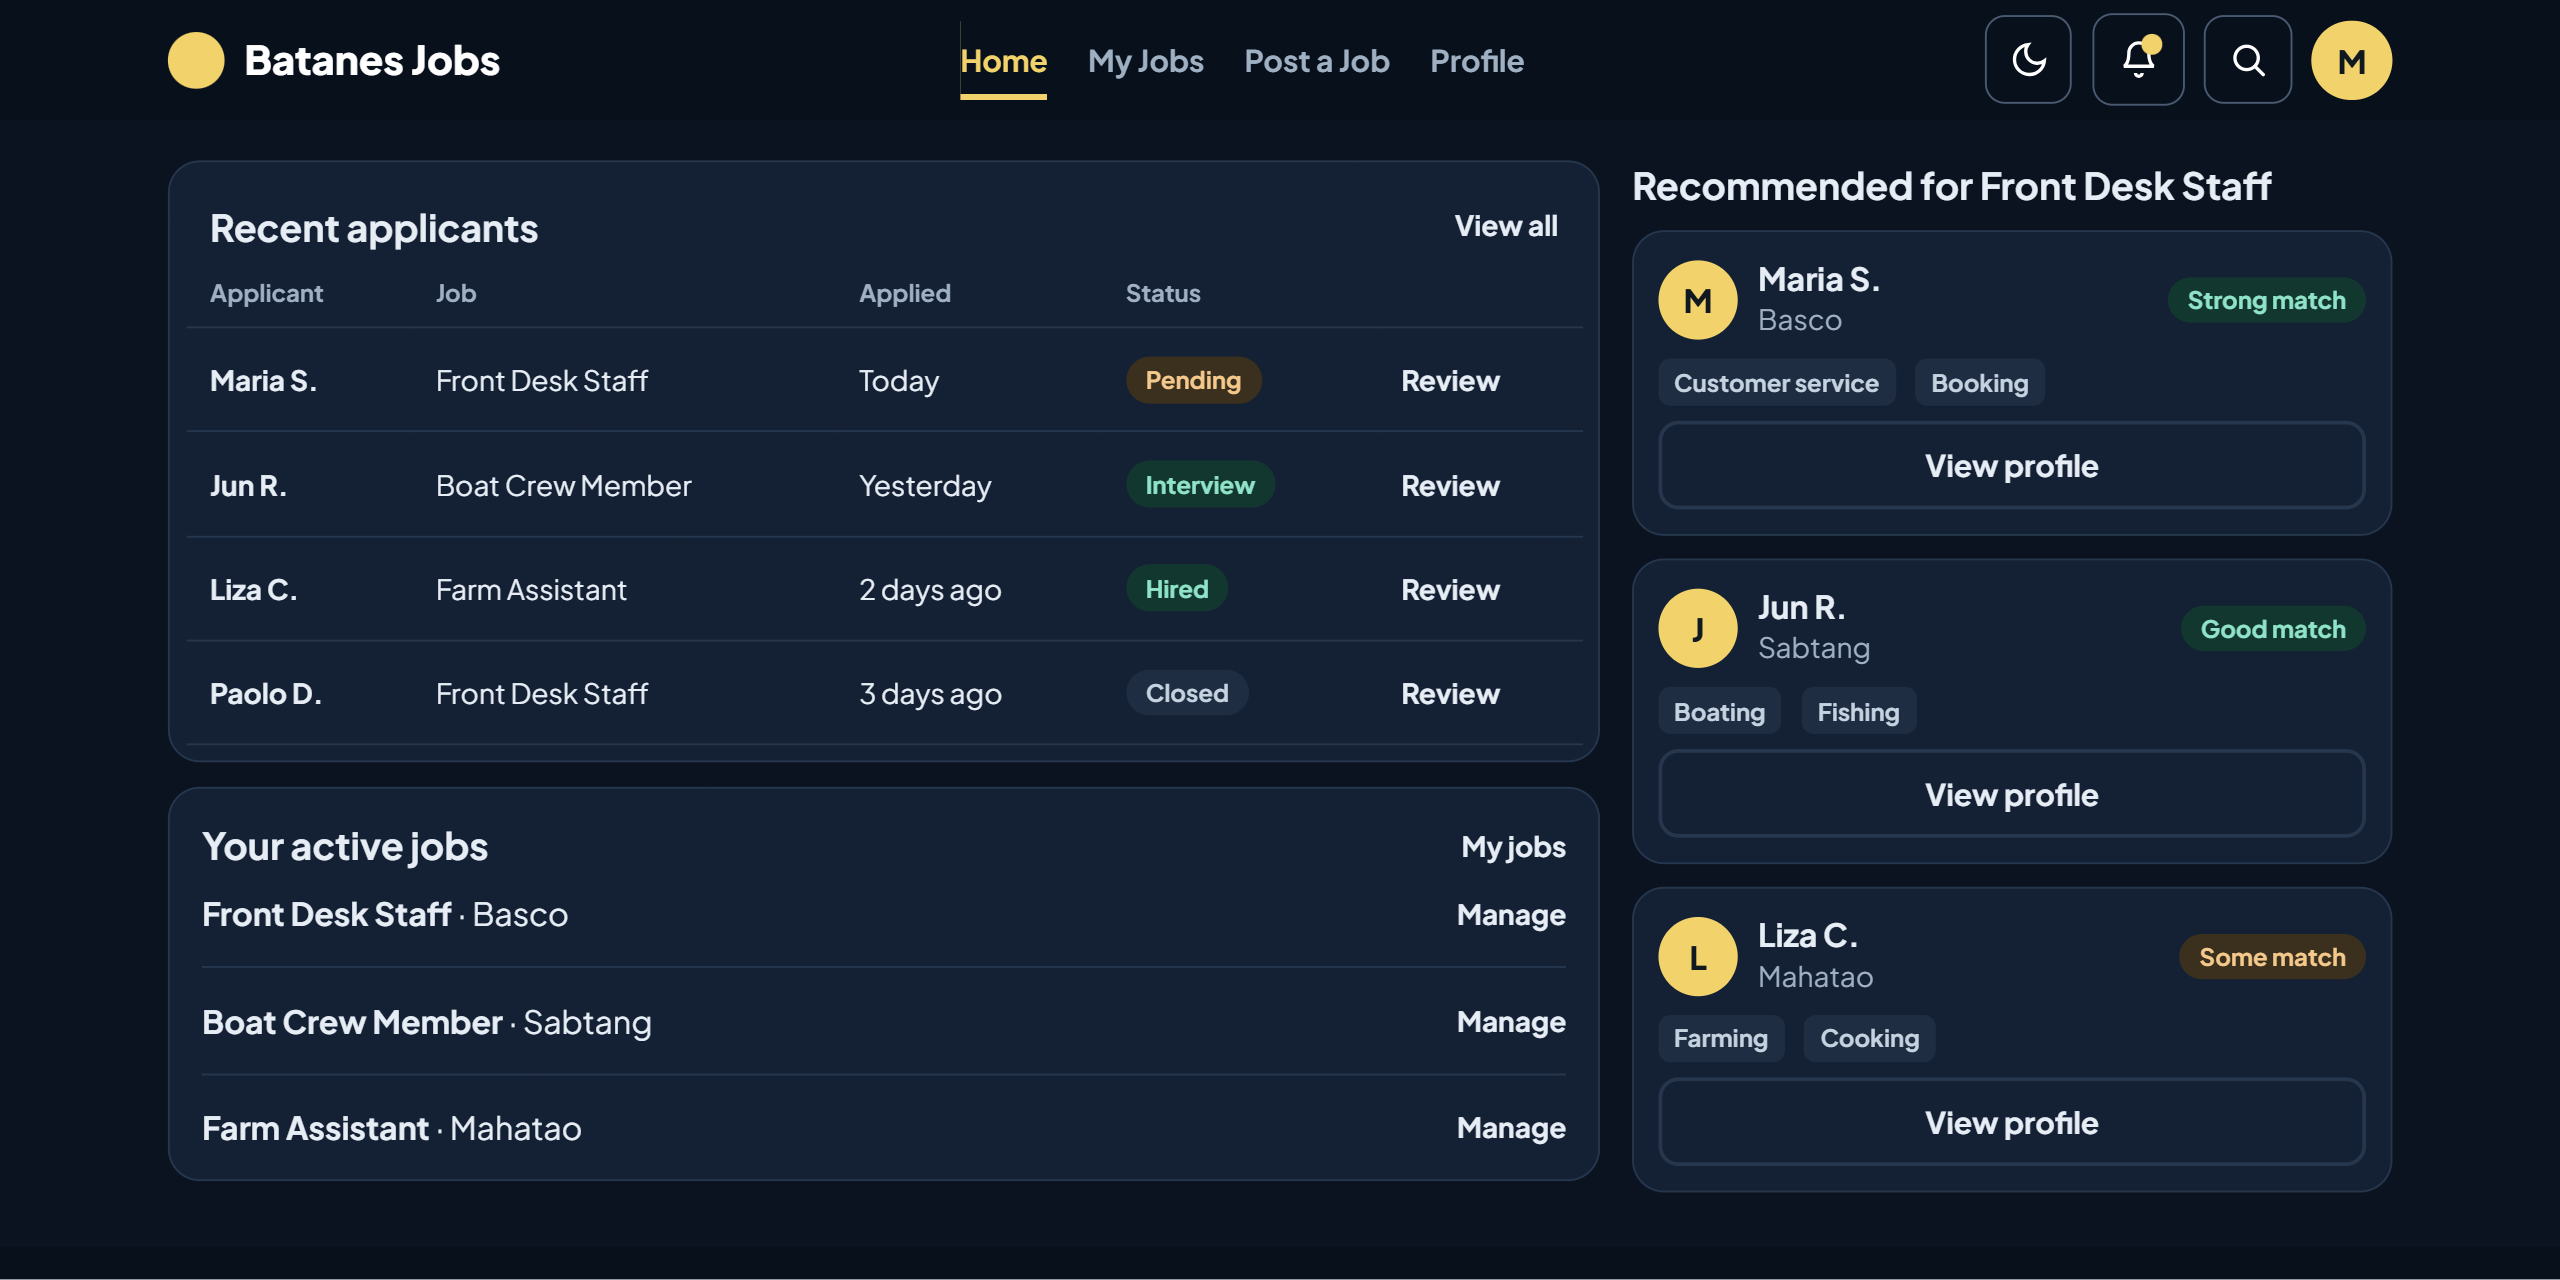 Batanes Jobs
Home My Jobs Post a Job Profile
M
Recent applicants View all
Applicant Job Applied Status
Maria S. Front Desk Staff Today Pending Review
Jun R. Boat Crew Member Yesterday Interview Review
Liza C. Farm Assistant 2 days ago Hired Review
Paolo D. Front Desk Staff 3 days ago Closed Review
Your active jobs My jobs
Front Desk Staff · Basco Manage
Boat Crew Member · Sabtang Manage
Farm Assistant · Mahatao Manage
Recommended for Front Desk Staff
M
Maria S.
Basco
Strong match
Customer service Booking
View profile
J
Jun R.
Sabtang
Good match
Boating Fishing
View profile
L
Liza C.
Mahatao
Some match
Farming Cooking
View profile